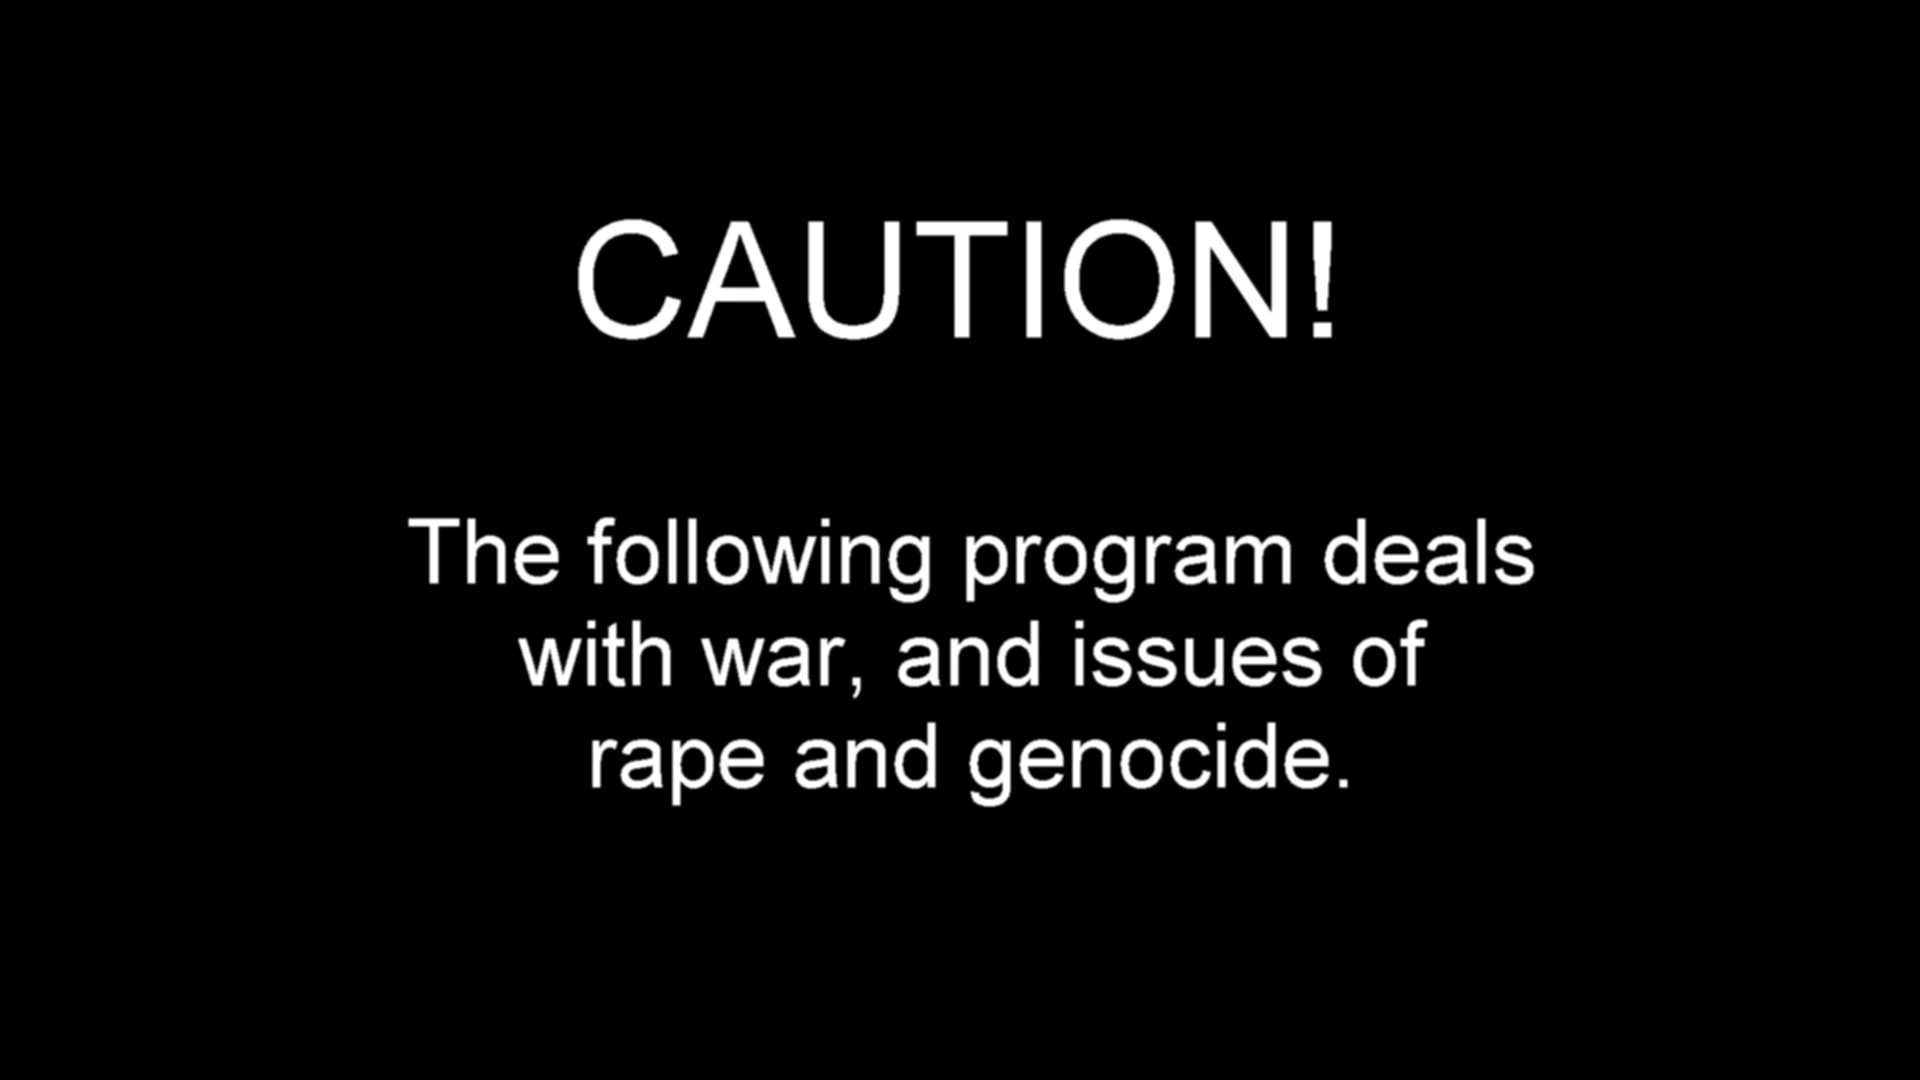 CAUTION!
The following program deals
with war, and issues of
rape and genocide.